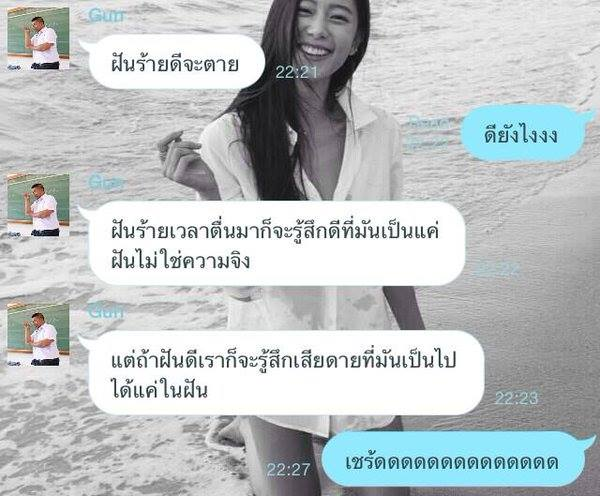 Gun
ฝันร้ายดีจะตาย
22:21
ดียังไงงง
Gun
ฝันร้ายเวลาตื่นมาก็จะรู้สึกดีที่มันเป็นแค่
ฝันไม่ใช่ความจิง
22:22
Gun
แต่ถ้าฝันดีเราก็จะรู้สึกเสียดายที่มันเป็นไป
ได้แค่ในฝัน
22:23
22:27
เชร้ดดดดดดดดดดดดดดด